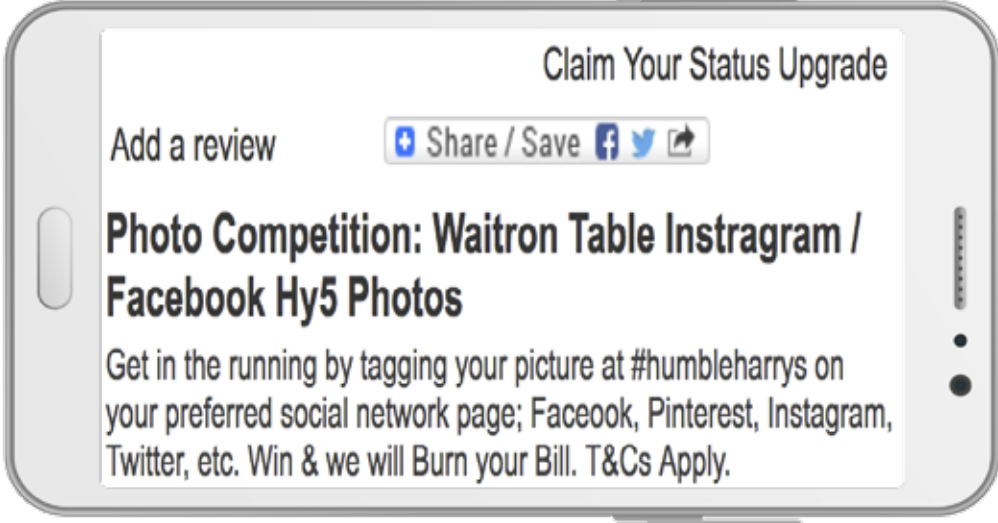 Claim Your Status Upgrade
Add a review
Share / Save
Photo Competition: Waitron Table Instragram /
Facebook Hy5 Photos
Get in the running by tagging your picture at #humbleharrys on
your preferred social network page; Faceook, Pinterest, Instagram,
Twitter, etc. Win & we will Burn your Bill. T&Cs Apply.